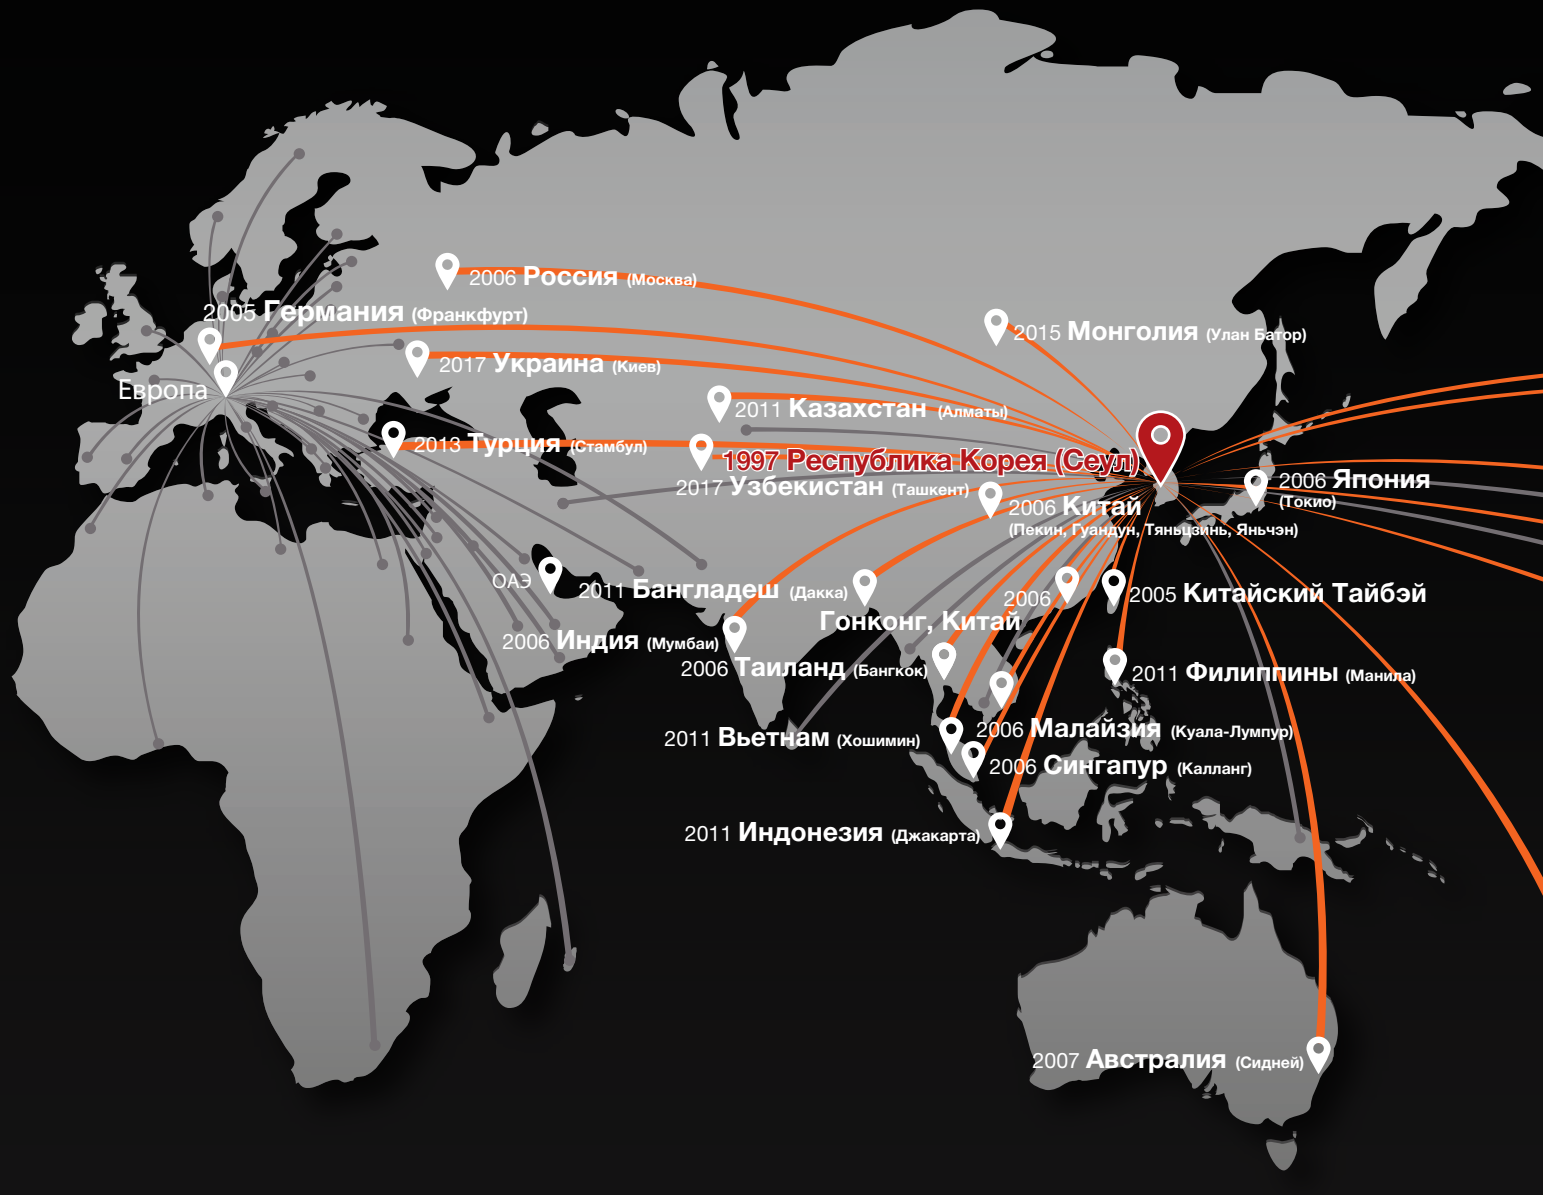 2006 Россия (Москва)
2005 Германия (Франкфурт)
2015 Монголия (Улан Батор)
2017 Украина (Киев)
Европа
2011 Казахстан (Алматы)
2013 Турция (Стамбул)
1997 Республика Корея (Сеул)
2017 Узбекистан (Ташкент)
2006 Япония
(Токио)
2006 Китай
(Пекин, Гуандун, Тяньцзинь, Яньчэн)
ОАЭ
2011 Бангладеш (Дакка)
2006
Гонконг, Китай
2005 Китайский Тайбэй
2006 Индия (Мумбаи)
2006 Таиланд (Бангкок)
2011 Филиппины (Манила)
2011 Вьетнам (Хошимин)
2006 Малайзия (Куала-Лумпур)
2006 Сингапур (Калланг)
2011 Индонезия (Джакарта)
2007 Австралия (Сидней)